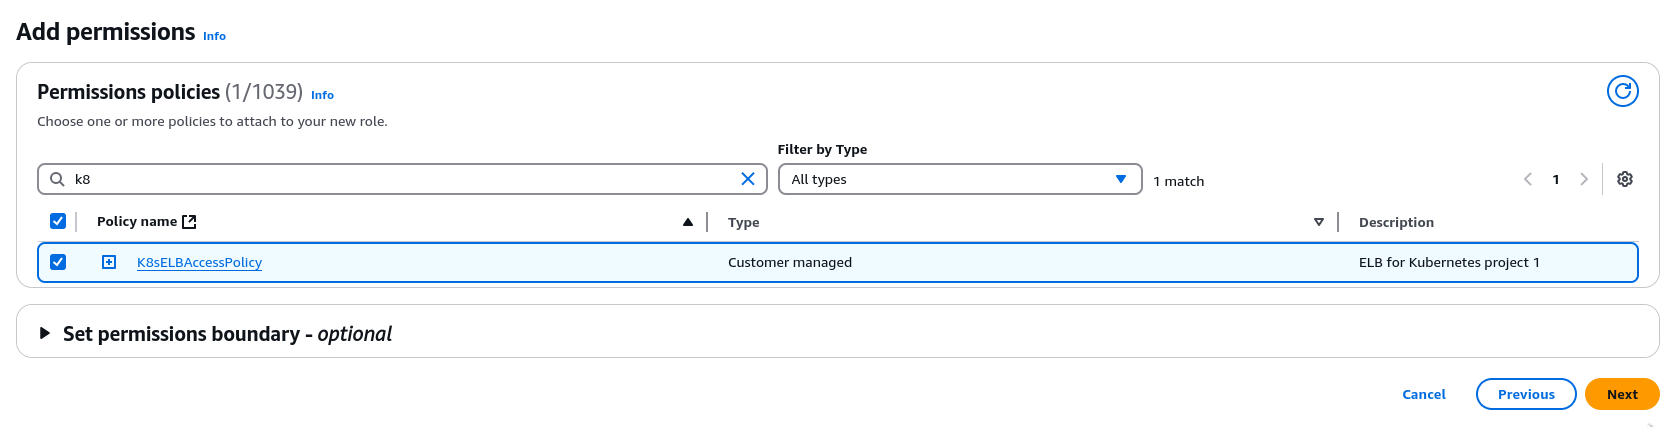 Add permissions Info
Permissions policies (1/1039) Info
Choose one or more policies to attach to your new role.
Filter by Type
k8 All types 1 match 1
Policy name Type Description
K8sELBAccessPolicy Customer managed ELB for Kubernetes project 1
Set permissions boundary - optional
Cancel Previous Next